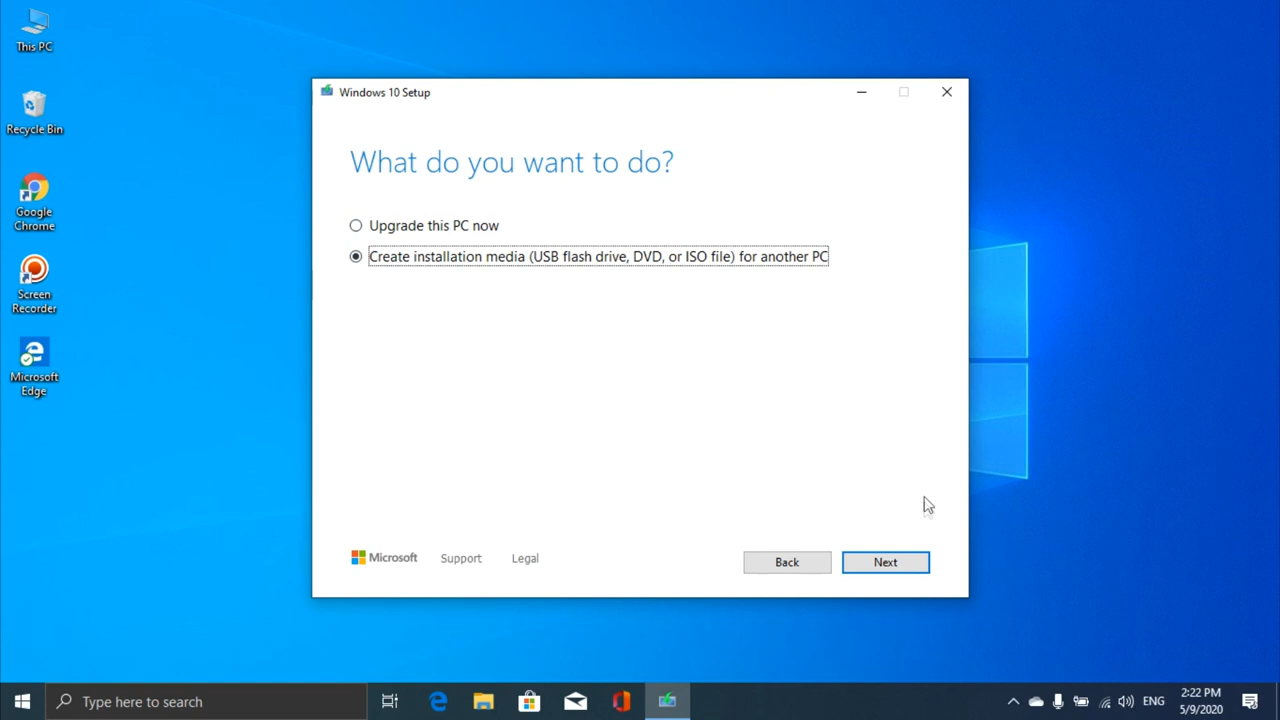 This PC
Recycle Bin
Google
Chrome
Screen
Recorder
Microsoft
Edge
Windows 10 Setup
What do you want to do?
Upgrade this PC now
Create installation media (USB flash drive, DVD, or ISO file) for another PC
Microsoft
Support
Legal
Back
Next
Type here to search
ENG
2:22 PM
5/9/2020